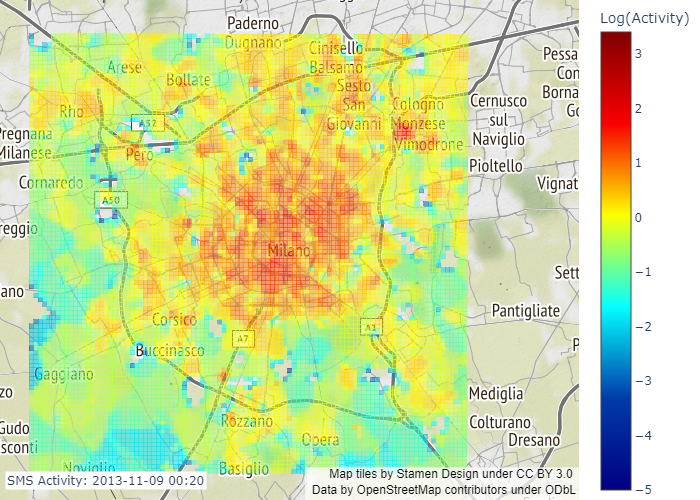 Log(Activity)
Paderno
Dugnano
Cinisello
Balsamo
Arese
Bollate
Sesto
San
Giovanni
Rho
A52
Cologno
Monzese
Vimodrone
Cernusco
sul
Naviglio
Pioltello
Pessa
Con
Borna
Go
Pregnana
Milanese
Pero
Cornaredo
A50
Vignat
reggio
Milano
Sett
ano
Pantigliate
Corsico
A7
A1
Buccinasco
P
Gaggiano
zo
Mediglia
Rozzano
Colturano
Gudo
sconti
Opera
Dresano
Noviglio
Basiglio
3
2
1
0
−1
−2
−3
−4
−5
SMS Activity: 2013-11-09 00:20
Map tiles by Stamen Design under CC BY 3.0
Data by OpenStreetMap contributors under ODbL